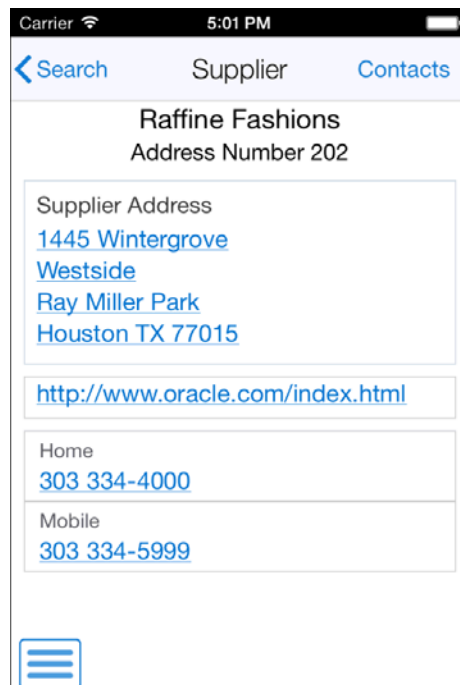 Carrier 5:01 PM
Search Supplier Contacts
Raffine Fashions
Address Number 202
Supplier Address
1445 Wintergrove
Westside
Ray Miller Park
Houston TX 77015
http://www.oracle.com/index.html
Home
303 334-4000
Mobile
303 334-5999